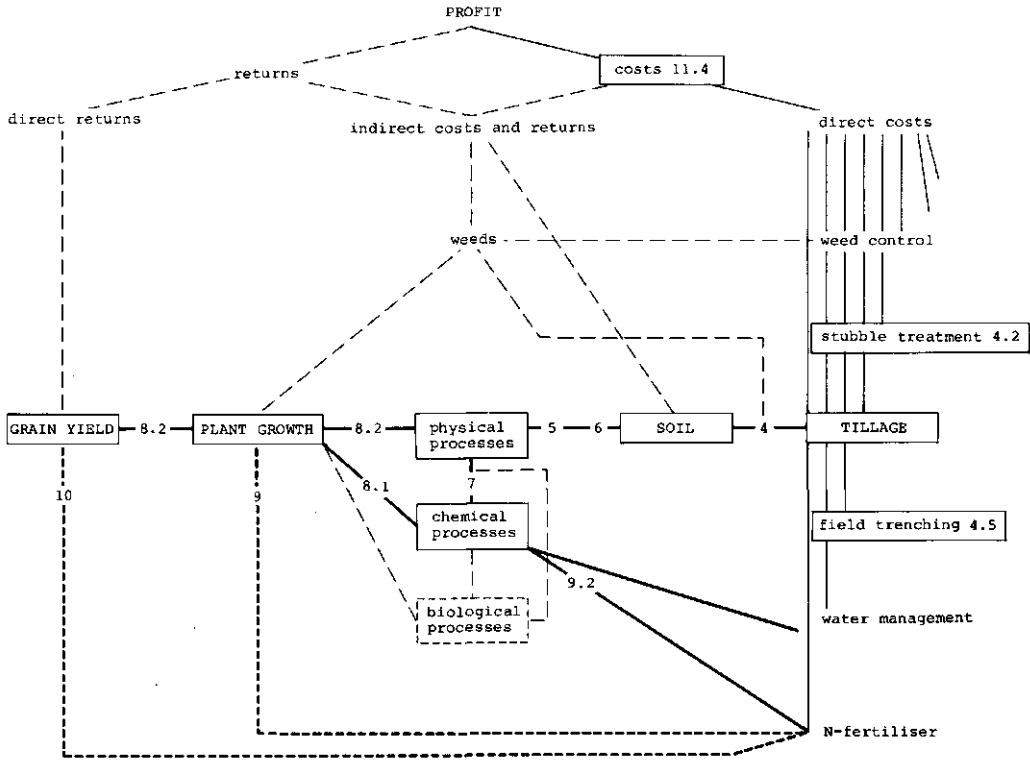 PROFIT
costs 11.4
returns
direct returns
indirect costs and returns
direct costs
weeds
weed control
stubble treatment 4.2
GRAIN YIELD
8.2
PLANT GROWTH
8.2
physical
processes
5
6
SOIL
4
TILLAGE
10
9
8.1
7
chemical
processes
field trenching 4.5
9.2
biological
processes
water management
N-fertiliser